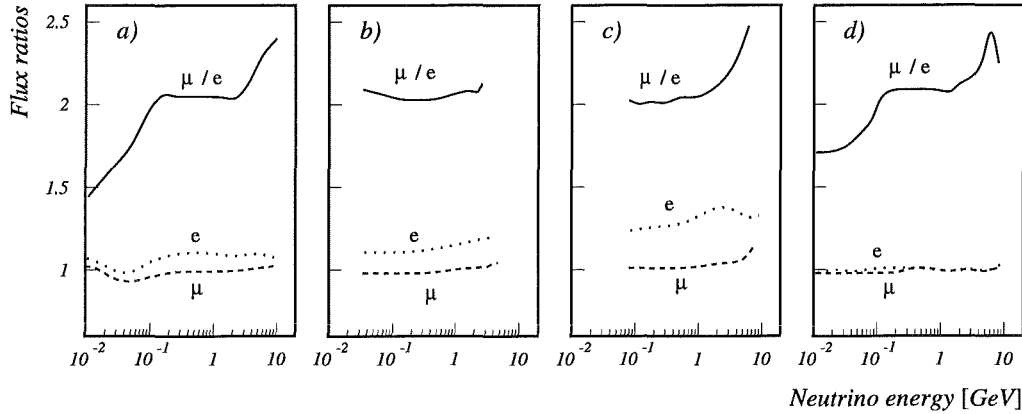 Flux ratios
2.5
2
1.5
1
a)
μ / e
e
μ
10⁻² 10⁻¹ 1 10
b)
μ / e
e
μ
10⁻² 10⁻¹ 1 10
c)
μ / e
e
μ
10⁻² 10⁻¹ 1 10
d)
μ / e
e
μ
10⁻² 10⁻¹ 1 10
Neutrino energy [GeV]